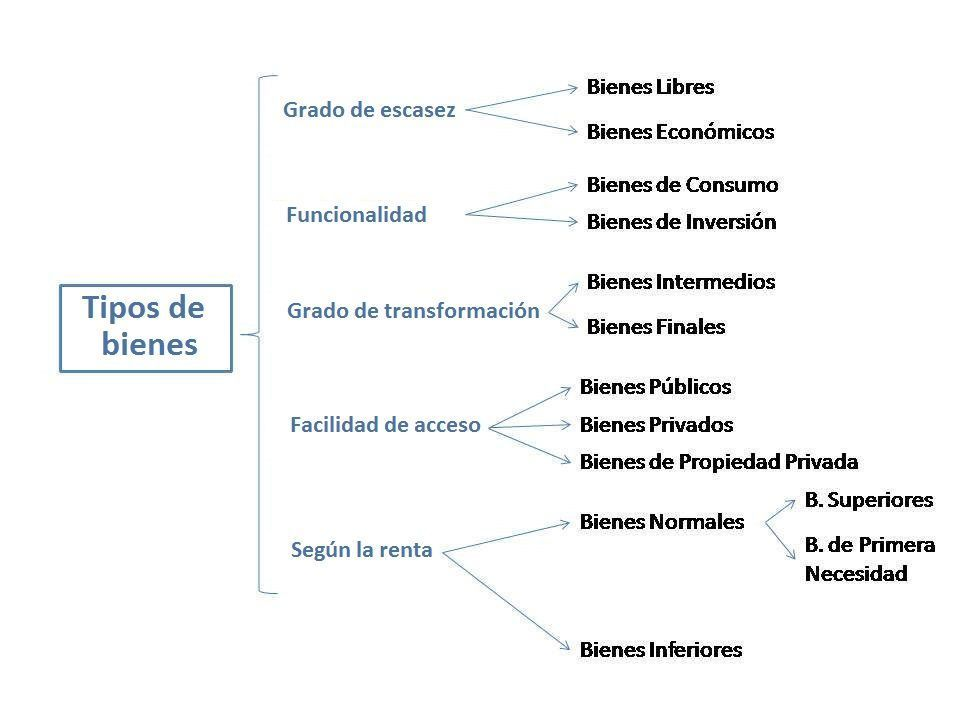 Tipos de
bienes
Grado de escasez
Bienes Libres
Bienes Económicos
Funcionalidad
Bienes de Consumo
Bienes de Inversión
Grado de transformación
Bienes Intermedios
Bienes Finales
Facilidad de acceso
Bienes Públicos
Bienes Privados
Bienes de Propiedad Privada
Según la renta
Bienes Normales
B. Superiores
B. de Primera
Necesidad
Bienes Inferiores